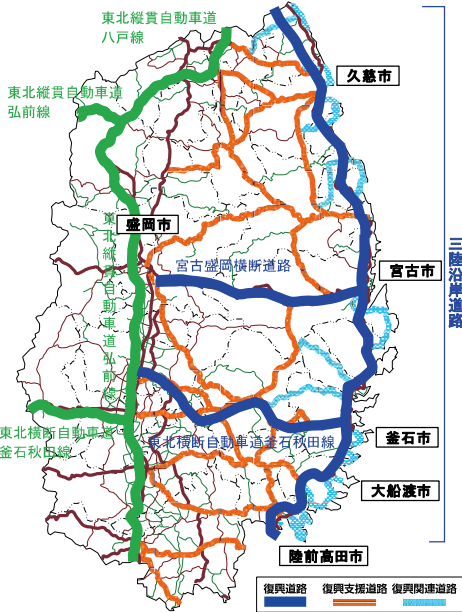 東北縦貫自動車道
八戸線
東北縦貫自動車道
弘前線
久慈市
盛岡市
東北縦貫自動車道弘前線
宮古盛岡横断道路
宮古市
三陸沿岸道路
東北横断自動車道
釜石秋田線
東北横断自動車道釜石秋田線
釜石市
大船渡市
陸前高田市
復興道路 復興支援道路 復興関連道路